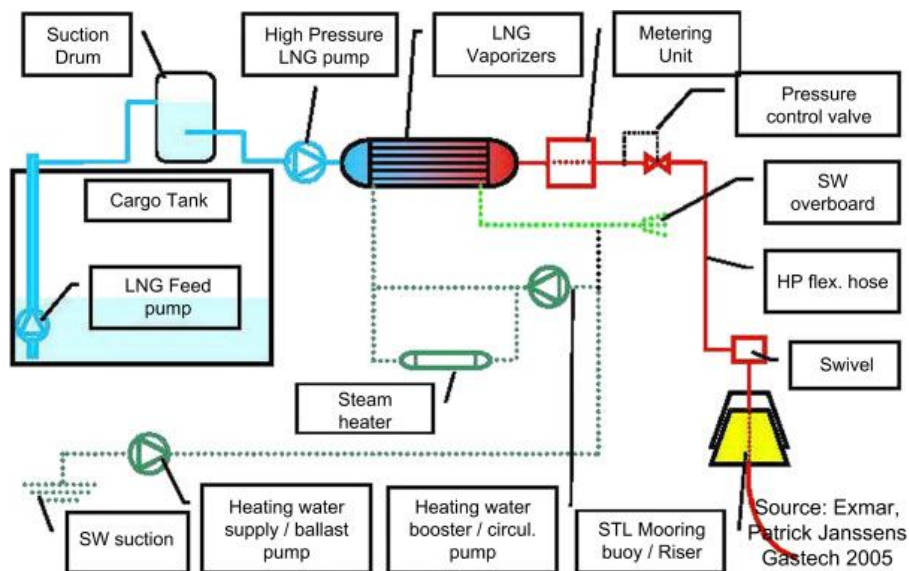 Suction
Drum
High Pressure
LNG pump
LNG
Vaporizers
Metering
Unit
Pressure
control valve
Cargo Tank
SW
overboard
LNG Feed
pump
HP flex. hose
Swivel
Steam
heater
SW suction
Heating water
supply / ballast
pump
Heating water
booster / circul.
pump
STL Mooring
buoy / Riser
Source: Exmar,
Patrick Janssens
Gastech 2005